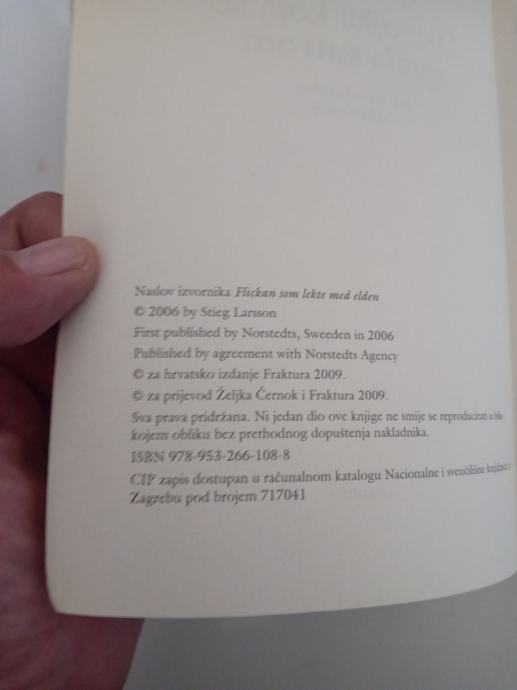 Naslov izvornika Flickan som lekte med elden
© 2006 by Stieg Larsson
First published by Norstedts, Sweden in 2006
Published by agreement with Norstedts Agency
© za hrvatsko izdanje Fraktura 2009.
© za prijevod Željka Černok i Fraktura 2009.
Sva prava pridržana. Ni jedan dio ove knjige ne smije se reproducirati u bilo
kojem obliku bez prethodnog dopuštenja nakladnika.
ISBN 978-953-266-108-8
CIP zapis dostupan u računalnom katalogu Nacionalne i sveučilišne knjižnice u
Zagrebu pod brojem 717041